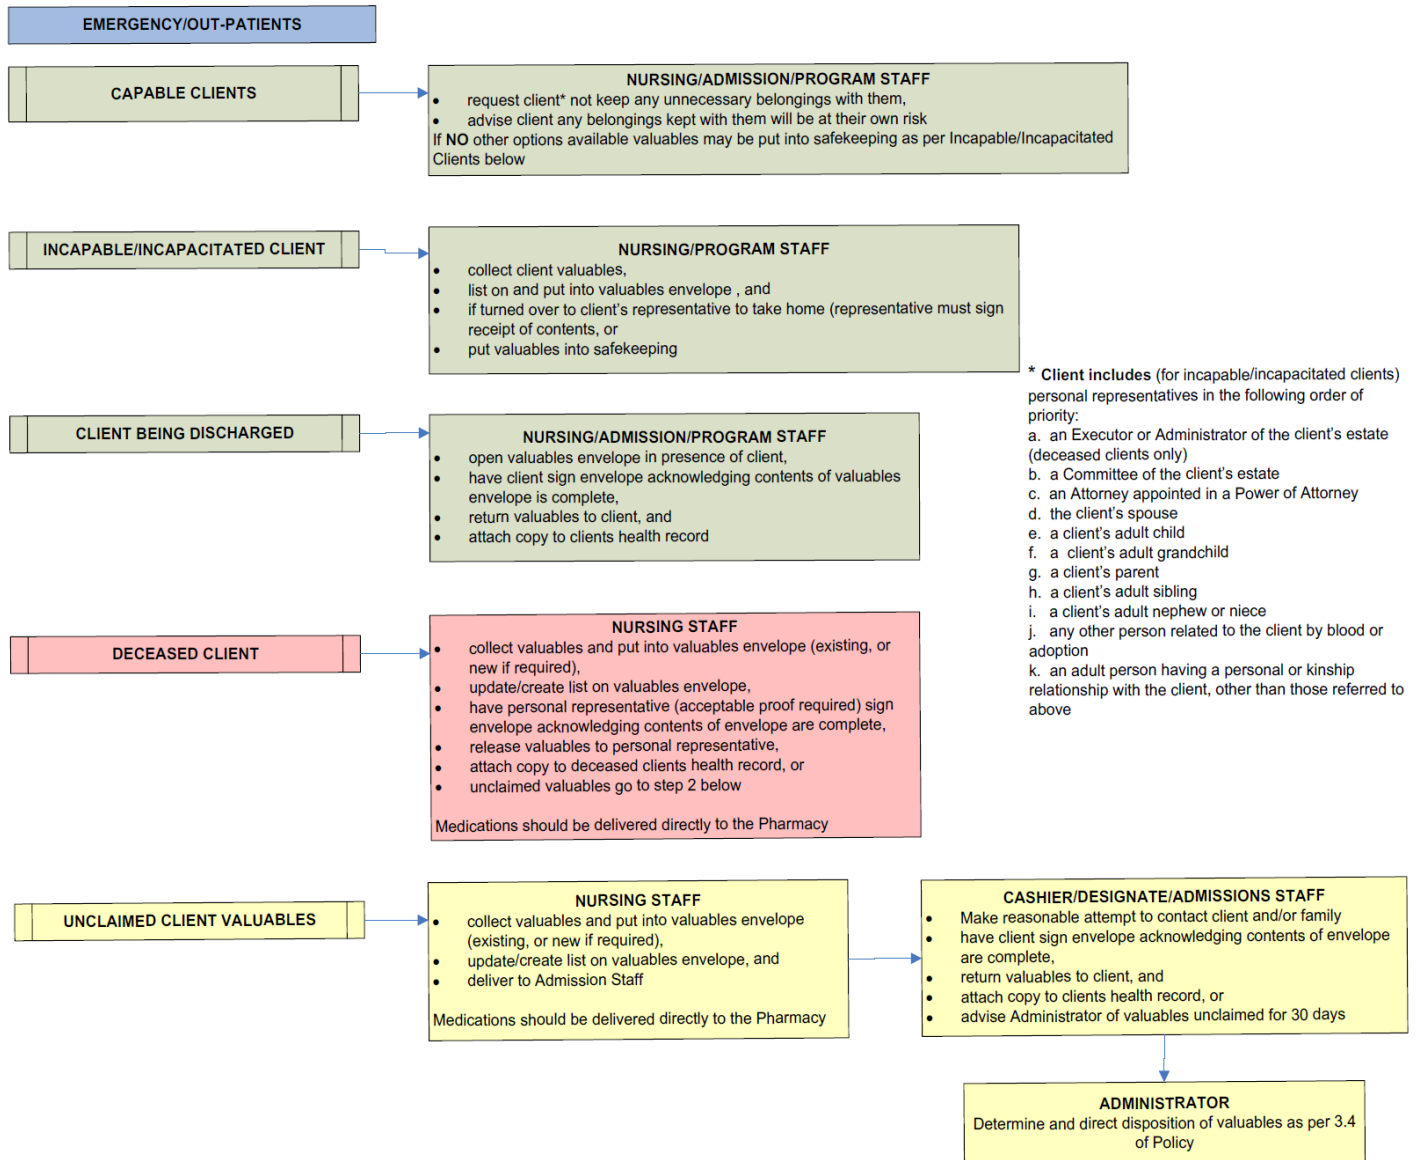 EMERGENCY/OUT-PATIENTS
CAPABLE CLIENTS
NURSING/ADMISSION/PROGRAM STAFF
• request client* not keep any unnecessary belongings with them,
• advise client any belongings kept with them will be at their own risk
If NO other options available valuables may be put into safekeeping as per Incapable/Incapacitated
Clients below
INCAPABLE/INCAPACITATED CLIENT
NURSING/PROGRAM STAFF
• collect client valuables,
• list on and put into valuables envelope , and
• if turned over to client's representative to take home (representative must sign
receipt of contents, or
• put valuables into safekeeping
* Client includes (for incapable/incapacitated clients)
personal representatives in the following order of
priority:
a. an Executor or Administrator of the client's estate
(deceased clients only)
b. a Committee of the client's estate
c. an Attorney appointed in a Power of Attorney
d. the client's spouse
e. a client's adult child
f. a client's adult grandchild
g. a client's parent
h. a client's adult sibling
i. a client's adult nephew or niece
j. any other person related to the client by blood or
adoption
k. an adult person having a personal or kinship
relationship with the client, other than those referred to
above
CLIENT BEING DISCHARGED
NURSING/ADMISSION/PROGRAM STAFF
• open valuables envelope in presence of client,
• have client sign envelope acknowledging contents of valuables
envelope is complete,
• return valuables to client, and
• attach copy to clients health record
DECEASED CLIENT
NURSING STAFF
• collect valuables and put into valuables envelope (existing, or
new if required),
• update/create list on valuables envelope,
• have personal representative (acceptable proof required) sign
envelope acknowledging contents of envelope are complete,
• release valuables to personal representative,
• attach copy to deceased clients health record, or
• unclaimed valuables go to step 2 below
Medications should be delivered directly to the Pharmacy
UNCLAIMED CLIENT VALUABLES
NURSING STAFF
• collect valuables and put into valuables envelope
(existing, or new if required),
• update/create list on valuables envelope, and
• deliver to Admission Staff
Medications should be delivered directly to the Pharmacy
CASHIER/DESIGNATE/ADMISSIONS STAFF
• Make reasonable attempt to contact client and/or family
• have client sign envelope acknowledging contents of envelope
are complete,
• return valuables to client, and
• attach copy to clients health record, or
• advise Administrator of valuables unclaimed for 30 days
ADMINISTRATOR
Determine and direct disposition of valuables as per 3.4
of Policy